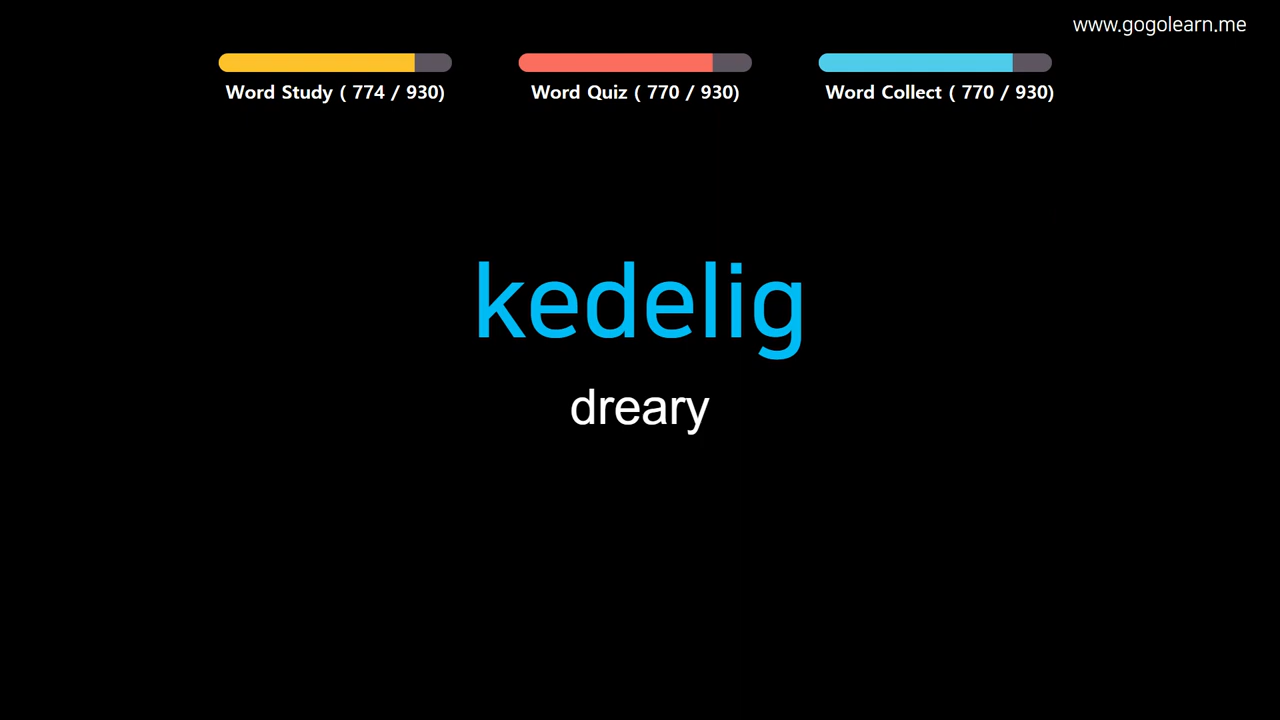 www.gogolearn.me
Word Study ( 774 / 930)
Word Quiz ( 770 / 930)
Word Collect ( 770 / 930)
kedelig
dreary